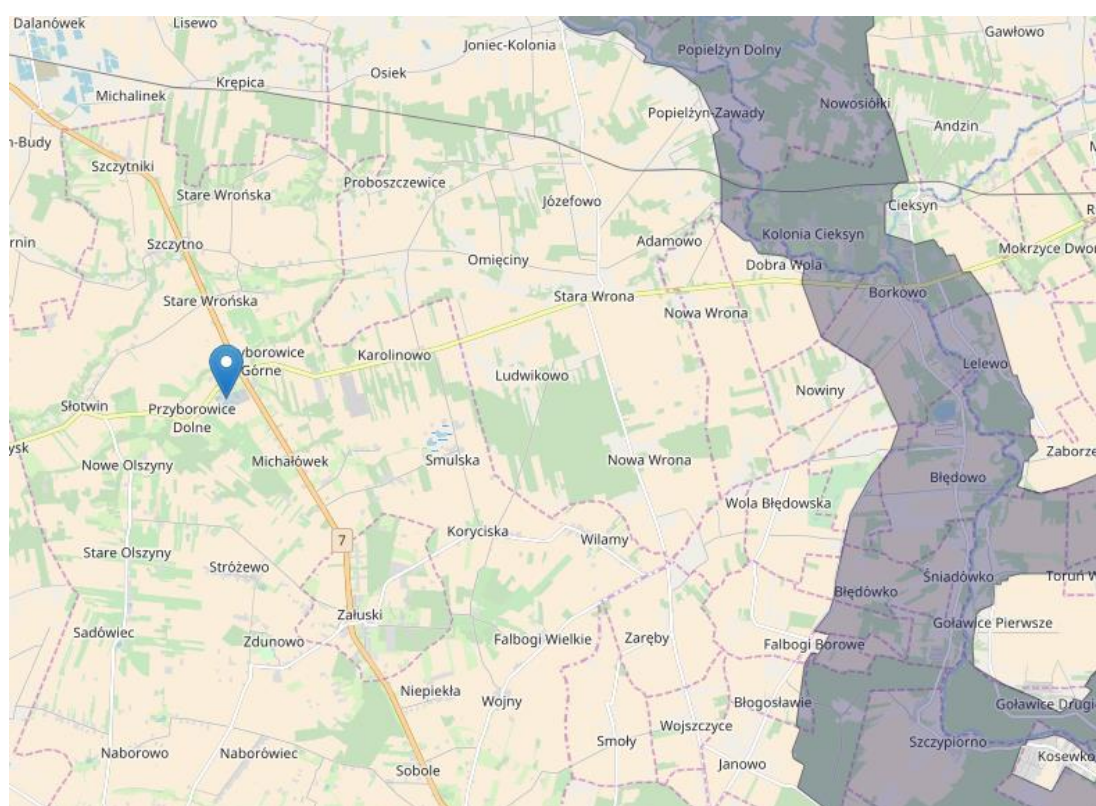 Dalanówek
Lisewo
Joniec-Kolonia
Popielżyn Dolny
Gawłowo
Krępica
Osiek
Michalinek
Popielżyn-Zawady
Nowosiółki
Andzin
n-Budy
Szczytniki
Stare Wrońska
Proboszczewice
Józefowo
Cieksyn
Szczytno
Adamowo
Kolonia Cieksyn
Mokrzyce Dwor
Omięciny
Dobra Wola
Stare Wrońska
Stara Wrona
Borkowo
Nowa Wrona
yborowice
Górne
Karolinowo
Ludwikowo
Nowiny
Lelewo
Słotwin
Przyborowice
Dolne
ysk
Nowe Olszyny
Michałówek
Smulska
Nowa Wrona
Zaborze
Błędowo
Wola Błędowska
Koryciska
Wilamy
7
Stare Olszyny
Stróżewo
Śniadówko
Toruń W
Błędówko
Załuski
Goławice Pierwsze
Sadówiec
Zdunowo
Falbogi Wielkie
Zaręby
Falbogi Borowe
Niepiekła
Wojny
Błogosławie
Goławice Drugie
Wojszczyce
Smoły
Szczypiorno
Naborowo
Naborówiec
Janowo
Kosewko
Sobole